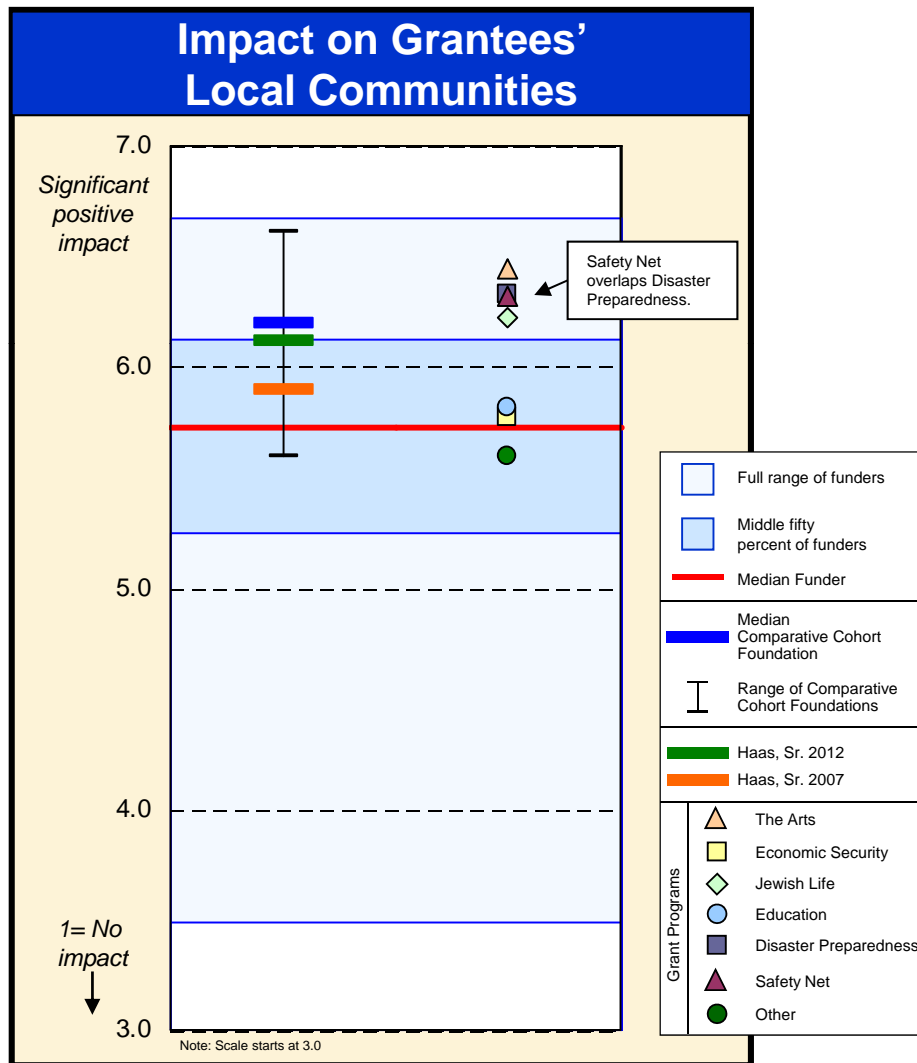 Impact on Grantees’
Local Communities
7.0
Significant
positive
impact
Safety Net
overlaps Disaster
Preparedness.
6.0
5.0
4.0
1= No
impact
3.0
Note: Scale starts at 3.0
Full range of funders
Middle fifty
percent of funders
Median Funder
Median
Comparative Cohort
Foundation
Range of Comparative
Cohort Foundations
Haas, Sr. 2012
Haas, Sr. 2007
Grant Programs
The Arts
Economic Security
Jewish Life
Education
Disaster Preparedness
Safety Net
Other